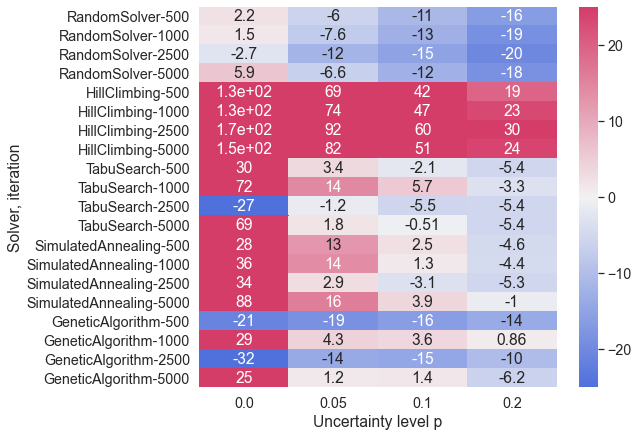 RandomSolver-500 2.2 -6 -11 -16
RandomSolver-1000 1.5 -7.6 -13 -19
RandomSolver-2500 -2.7 -12 -15 -20
RandomSolver-5000 5.9 -6.6 -12 -18
HillClimbing-500 1.3e+02 69 42 19
HillClimbing-1000 1.3e+02 74 47 23
HillClimbing-2500 1.7e+02 92 60 30
HillClimbing-5000 1.5e+02 82 51 24
TabuSearch-500 30 3.4 -2.1 -5.4
TabuSearch-1000 72 14 5.7 -3.3
TabuSearch-2500 -27 -1.2 -5.5 -5.4
TabuSearch-5000 69 1.8 -0.51 -5.4
SimulatedAnnealing-500 28 13 2.5 -4.6
SimulatedAnnealing-1000 36 14 1.3 -4.4
SimulatedAnnealing-2500 34 2.9 -3.1 -5.3
SimulatedAnnealing-5000 88 16 3.9 -1
GeneticAlgorithm-500 -21 -19 -16 -14
GeneticAlgorithm-1000 29 4.3 3.6 0.86
GeneticAlgorithm-2500 -32 -14 -15 -10
GeneticAlgorithm-5000 25 1.2 1.4 -6.2
0.0 0.05 0.1 0.2
Uncertainty level p
Solver, iteration
20
10
0
−10
−20